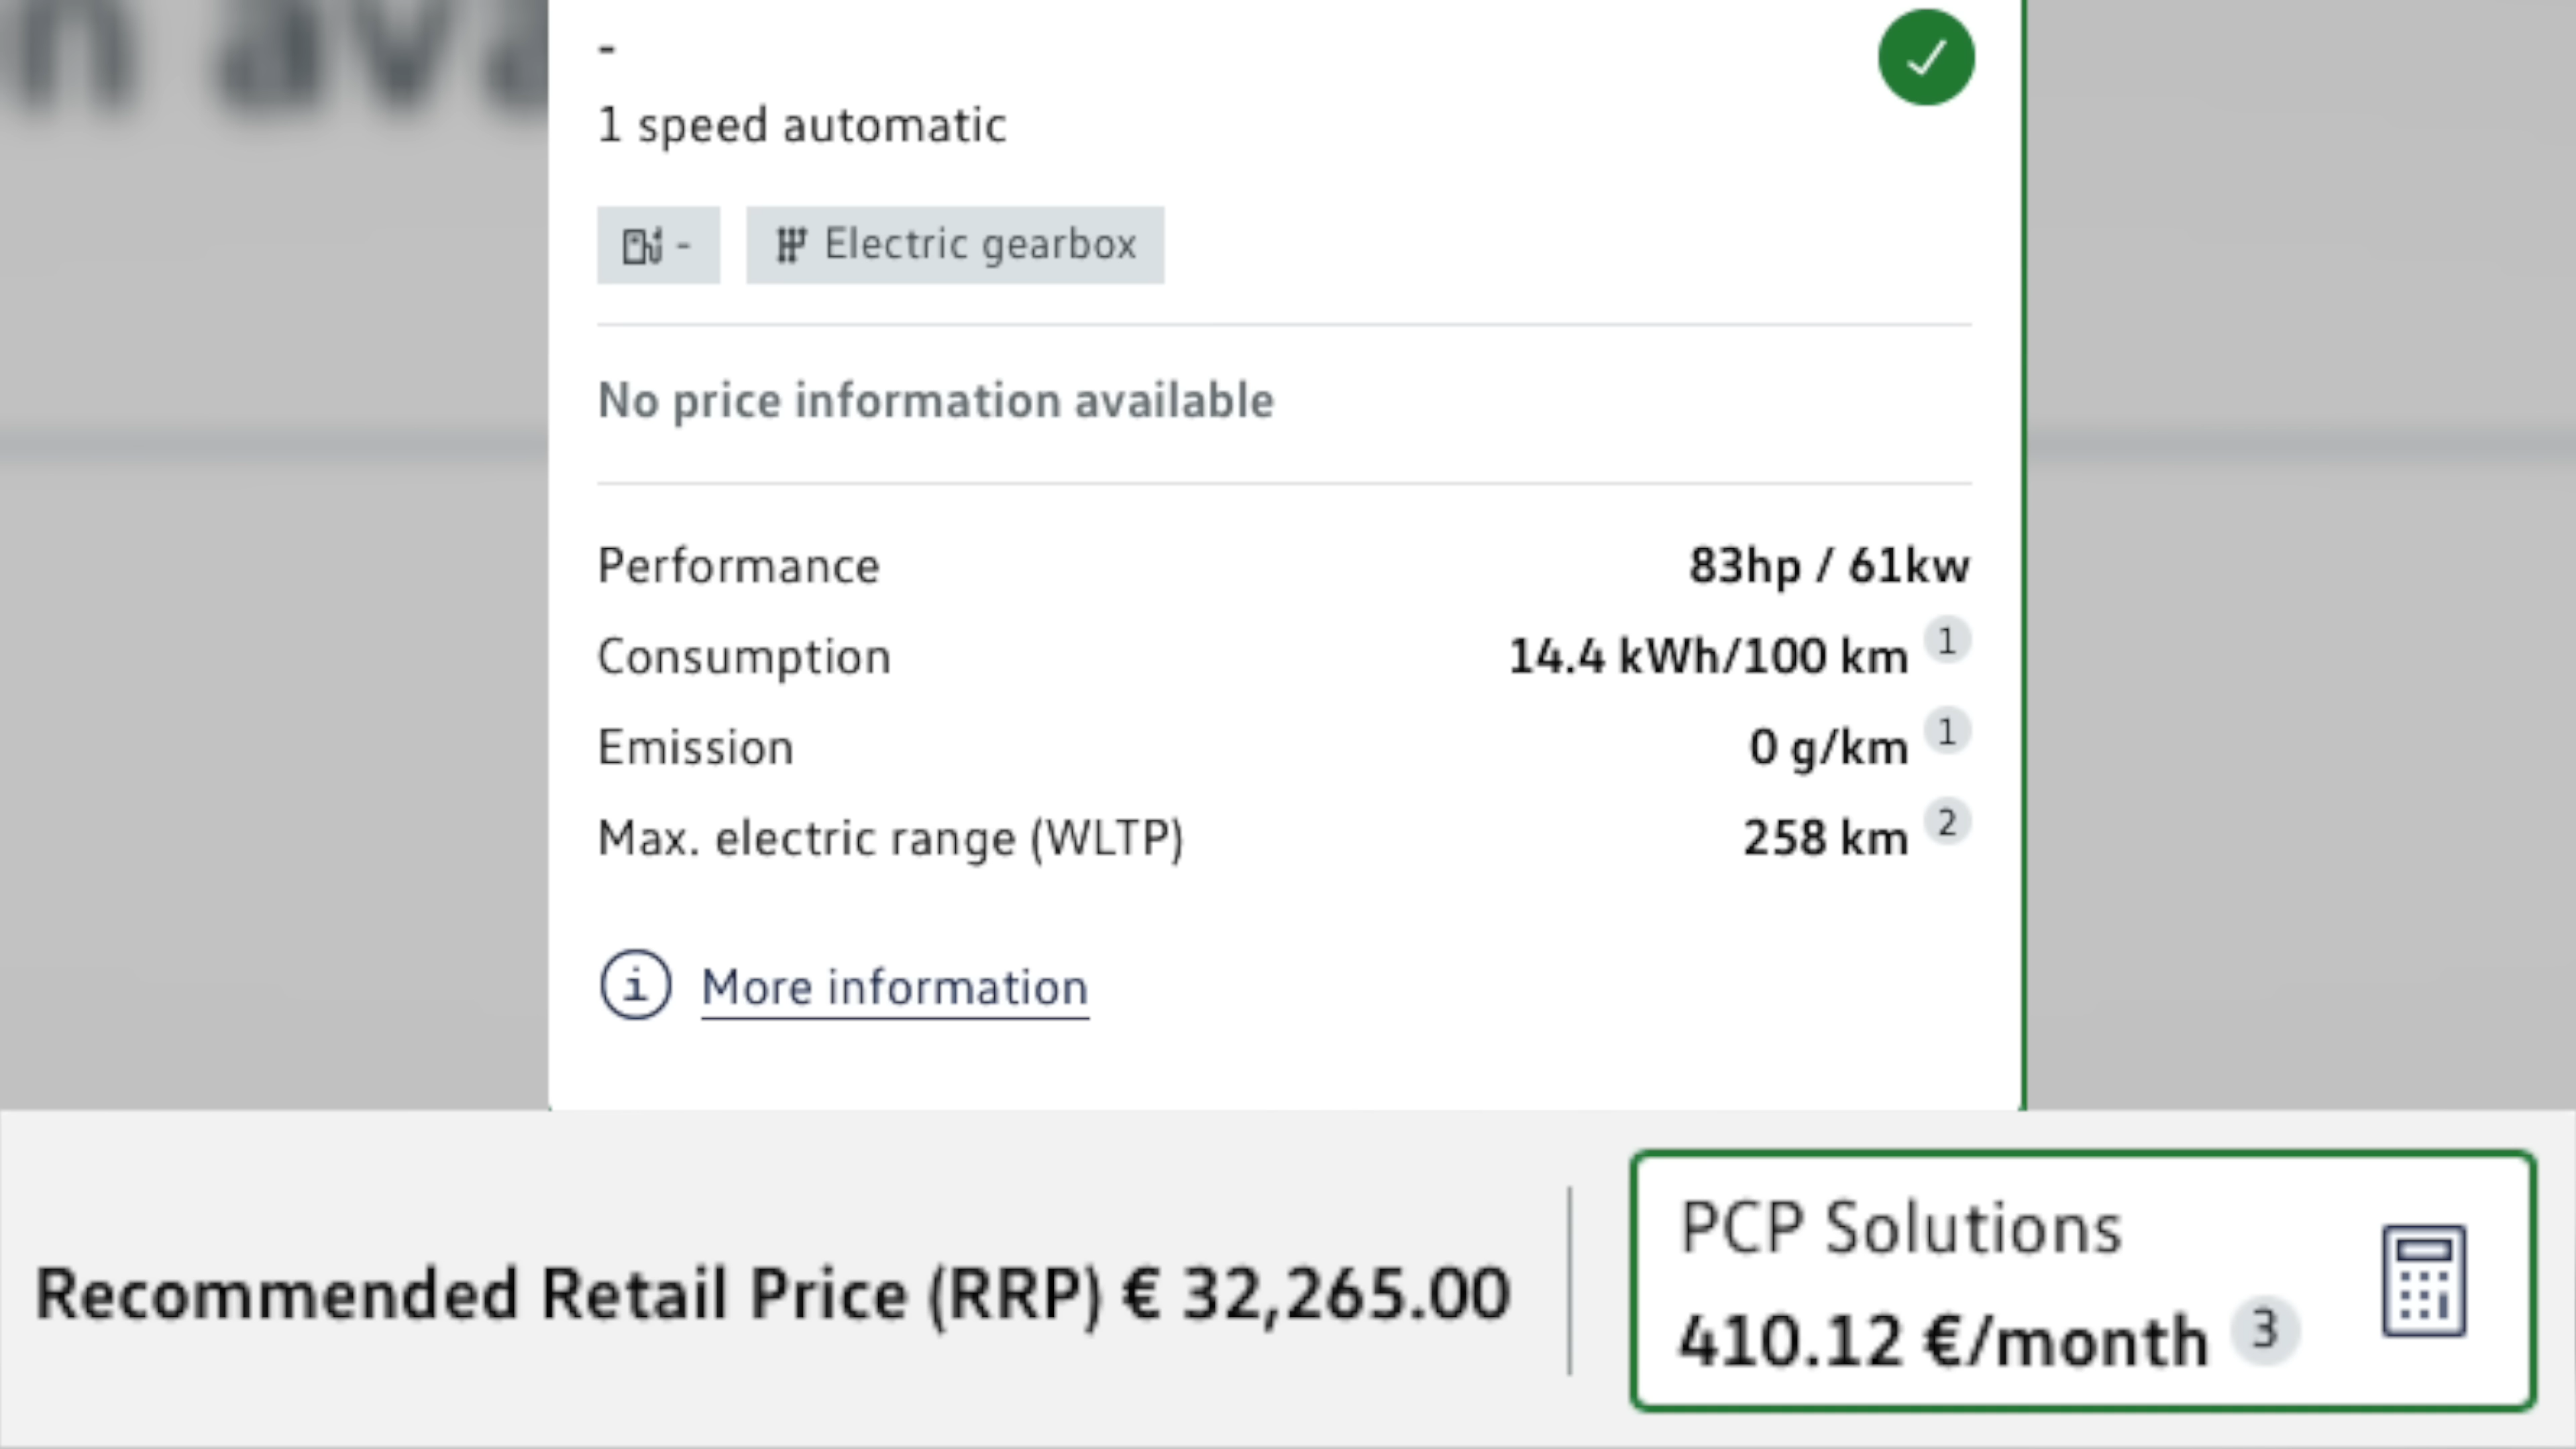 -
1 speed automatic
- Electric gearbox
No price information available
Performance 83hp / 61kw
Consumption 14.4 kWh/100 km 1
Emission 0 g/km 1
Max. electric range (WLTP) 258 km 2
i More information
Recommended Retail Price (RRP) € 32,265.00
PCP Solutions
410.12 €/month 3